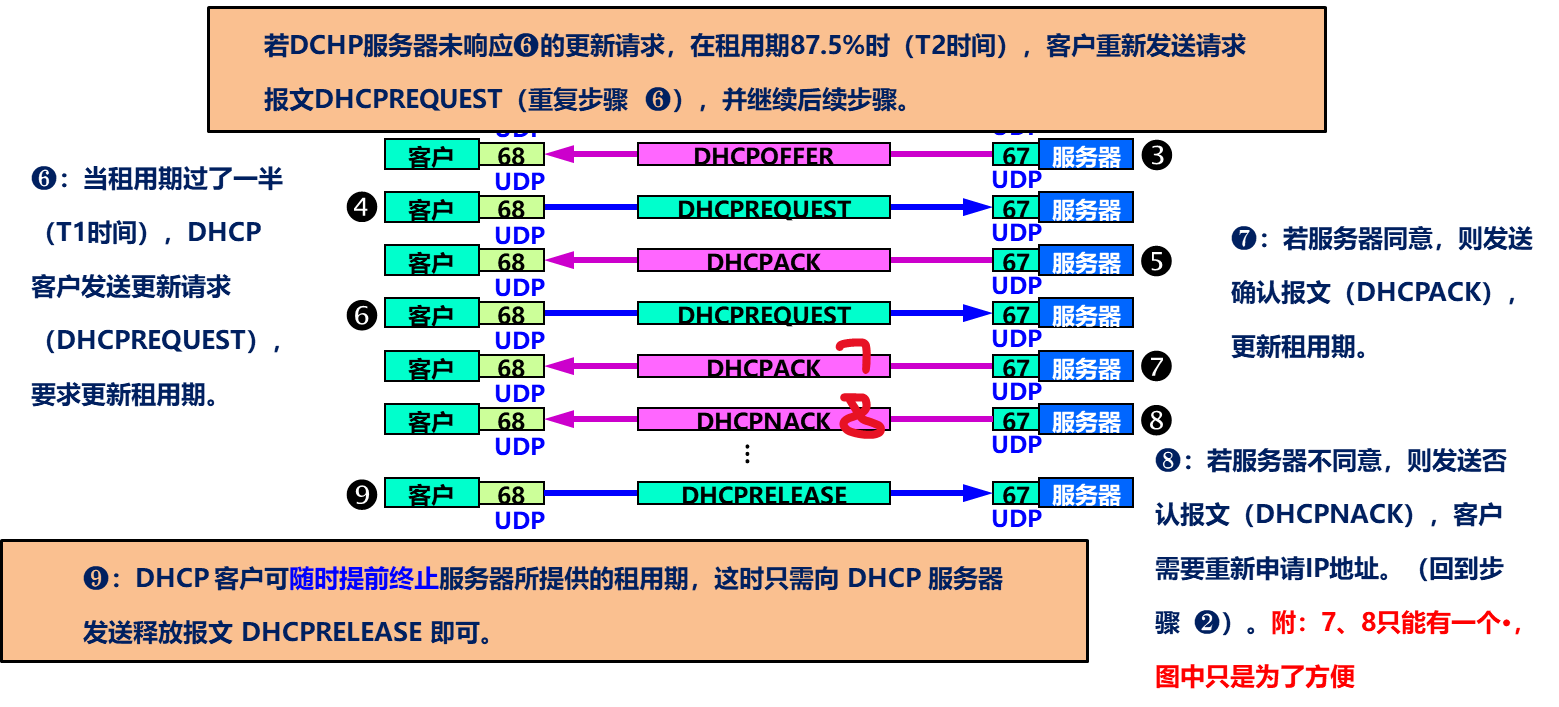 若DCHP服务器未响应❻的更新请求，在租用期87.5%时（T2时间），客户重新发送请求
报文DHCPREQUEST（重复步骤 ❻），并继续后续步骤。
UDP UDP
客户 68 DHCPOFFER 67 服务器 ❸
UDP UDP
❹ 客户 68 DHCPREQUEST 67 服务器
UDP UDP
客户 68 DHCPACK 67 服务器 ❺
UDP UDP
❻ 客户 68 DHCPREQUEST 67 服务器
UDP UDP
客户 68 DHCPACK 7 67 服务器 ❼
UDP UDP
客户 68 DHCPNACK 8 67 服务器 ❽
UDP UDP
⋮
❾ 客户 68 DHCPRELEASE 67 服务器
UDP UDP
❻：当租用期过了一半
（T1时间），DHCP
客户发送更新请求
（DHCPREQUEST），
要求更新租用期。
❼：若服务器同意，则发送
确认报文（DHCPACK），
更新租用期。
❽：若服务器不同意，则发送否
认报文（DHCPNACK），客户
需要重新申请IP地址。（回到步
骤 ❷）。附：7、8只能有一个•，
图中只是为了方便
❾：DHCP 客户可随时提前终止服务器所提供的租用期，这时只需向 DHCP 服务器
发送释放报文 DHCPRELEASE 即可。